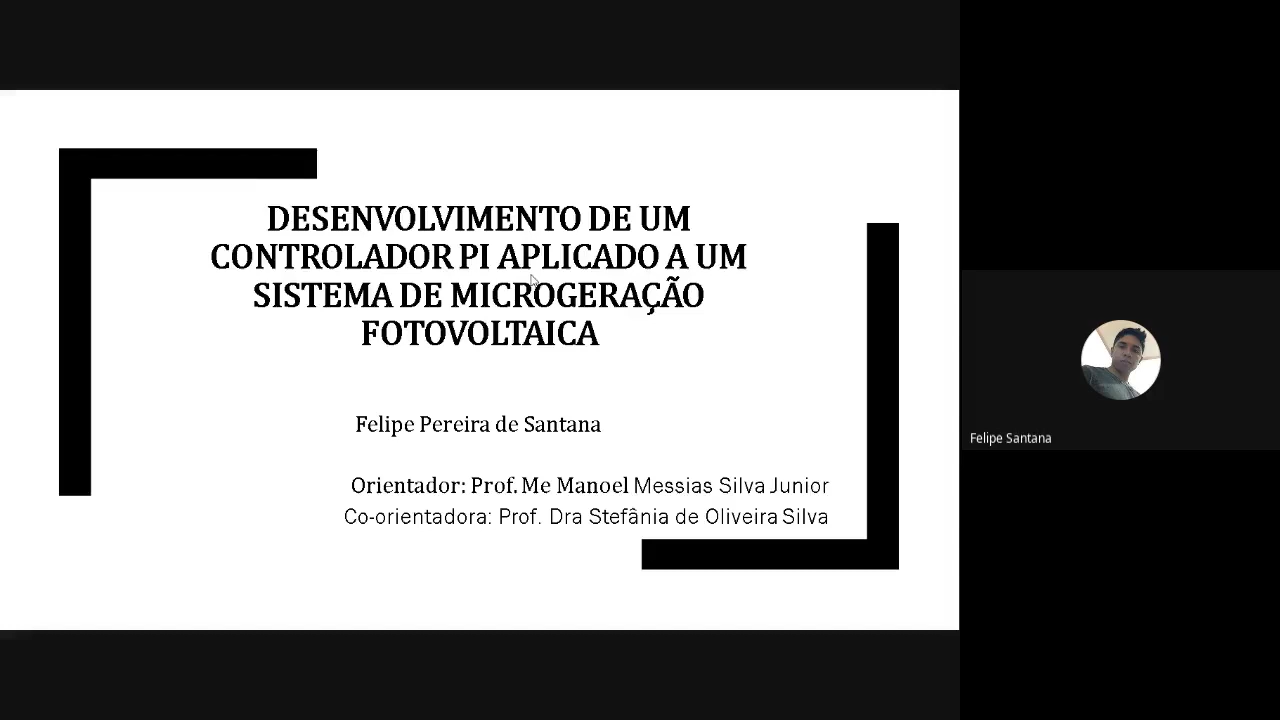 DESENVOLVIMENTO DE UM
CONTROLADOR PI APLICADO A UM
SISTEMA DE MICROGERAÇÃO
FOTOVOLTAICA
Felipe Pereira de Santana
Orientador: Prof. Me Manoel Messias Silva Junior
Co-orientadora: Prof. Dra Stefânia de Oliveira Silva
Felipe Santana